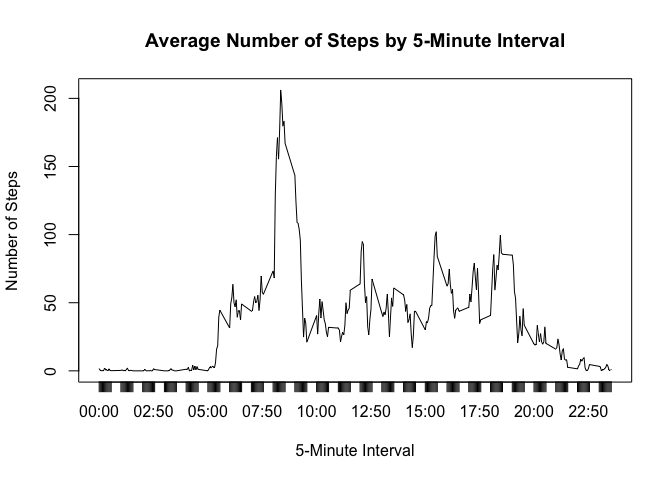 Average Number of Steps by 5-Minute Interval
Number of Steps
200
150
100
50
0
00:00 02:50 05:00 07:50 10:00 12:50 15:00 17:50 20:00 22:50
5-Minute Interval